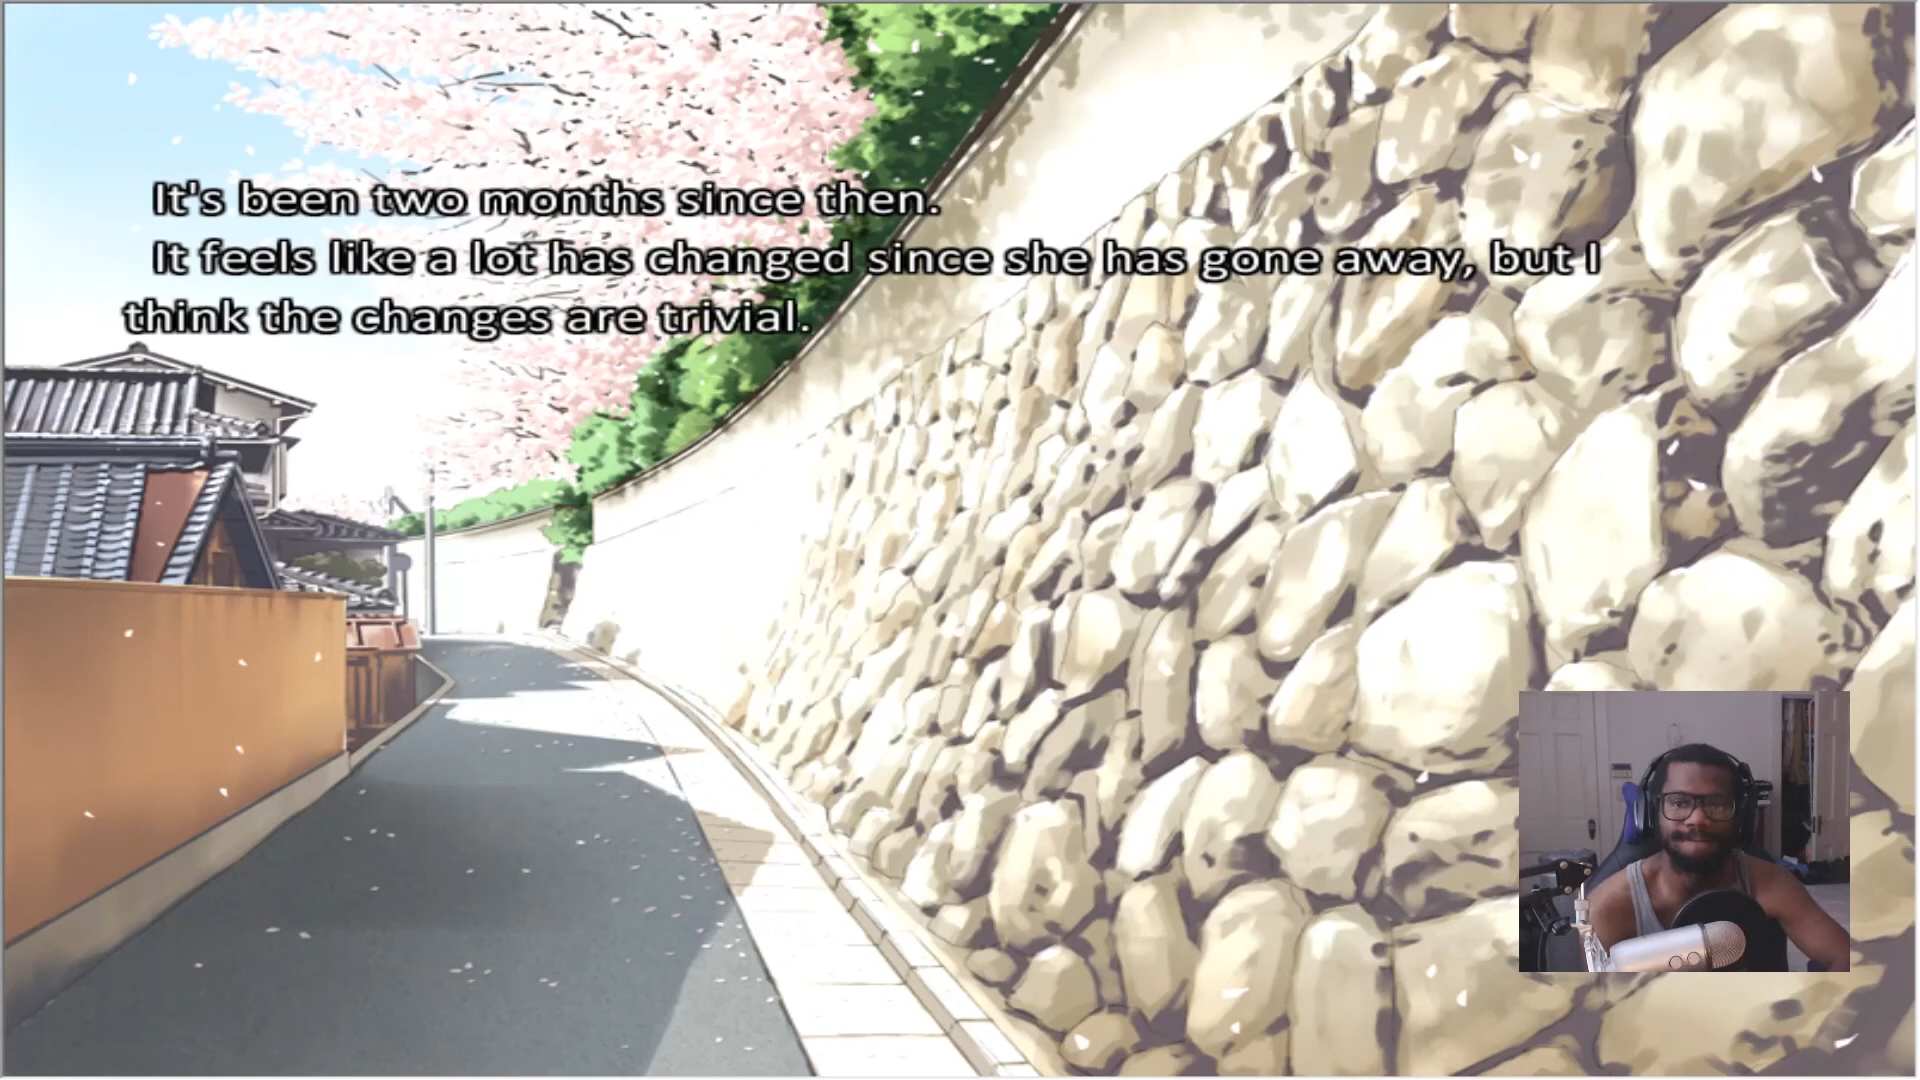 It's been two months since then.
It feels like a lot has changed since she has gone away, but I
think the changes are trivial.